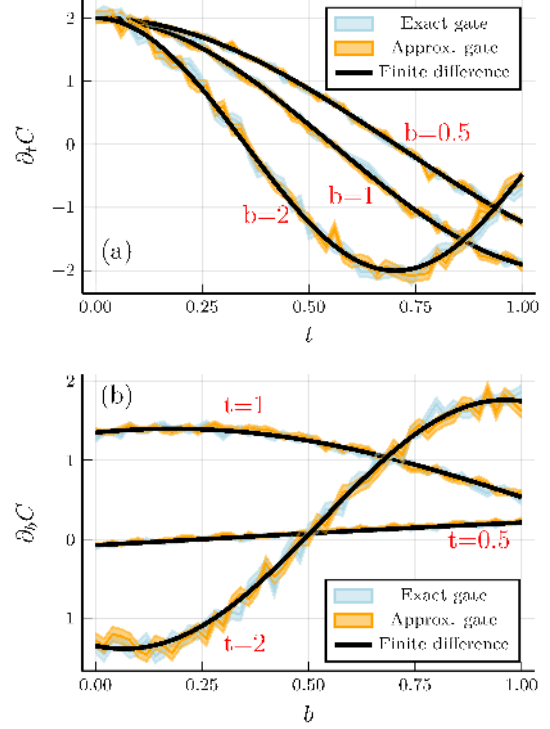 2
1
0
−1
−2
∂ₜC
Exact gate
Approx. gate
Finite difference
b=0.5
b=1
b=2
(a)
0.00 0.25 0.50 0.75 1.00
t
(b)
2
1
0
1
∂_bC
t=1
t=0.5
t=2
Exact gate
Approx. gate
Finite difference
0.00 0.25 0.50 0.75 1.00
b